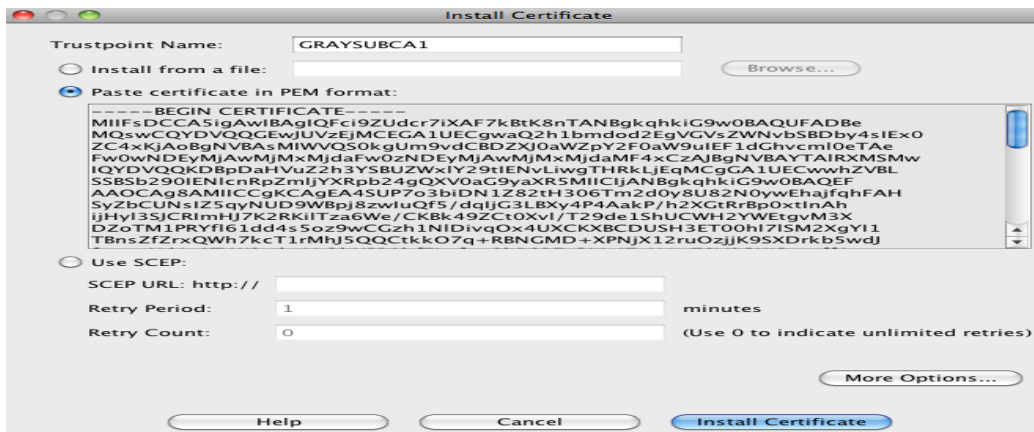 Install Certificate
Trustpoint Name: GRAYSUBCA1
Install from a file: Browse...
Paste certificate in PEM format:
-----BEGIN CERTIFICATE-----
MIIFsDCCA5igAwIBAgIQFci9ZUdcr7iXAF7kBtK8nTANBgkqhkiG9w0BAQUFADBe
MQswCQYDVQQGEwJUVzEjMCEGA1UECgwaQ2h1bmdod2EgVGVsZWNvbSBDby4sIEx0
ZC4xKjAoBgNVBAsMIWVQS0kgUm9vdCBDZXJ0aWZpY2F0aW9uIEF1dGhvcml0eTAe
Fw0wNDEyMjAwMjMxMjdaFw0zNDEyMjAwMjMxMjdaMF4xCzAJBgNVBAYTAlRXMSMw
IQYDVQQKDBpDaHVuZ2h3YSBUZWxlY29tIENvLiwgTHRkLjEqMCgGA1UECwwhZVBL
SSBSb290IENlcnRpZmljYXRpb24gQXV0aG9yaXR5MIICIjANBgkqhkiG9w0BAQEF
AAOCAg8AMIICCgKCAgEA4SUP7o3biDN1Z82tH306Tm2d0y8U82N0ywEhajfqhFAH
SyZbCUNsIZ5qyNUD9WBpj8zwIuQf5/dqIjG3LBXy4P4AakP/h2XGtRrBp0xtInAh
ijHyl3SJCRImHJ7K2RKilTza6We/CKBk49ZCt0Xvl/T29de1ShUCWH2YWEtgvM3X
DZoTM1PRYfl61dd4s5oz9wCGzh1NlDivqOx4UXCKXBCDUSH3ET00hl7lSM2XgYI1
TBnsZfZrxQWh7kcT1rMhJ5QQCtkkO7q+RBNGMD+XPNjX12ruOzjjK9SXDrkb5wdJ
Use SCEP:
SCEP URL: http://
Retry Period: 1 minutes
Retry Count: 0 (Use 0 to indicate unlimited retries)
More Options...
Help Cancel Install Certificate